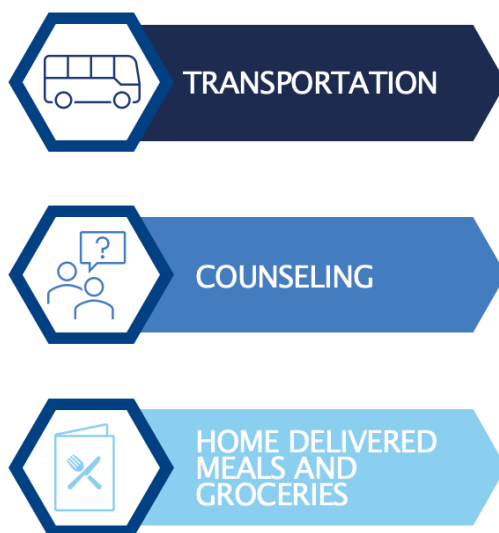 TRANSPORTATION
?
COUNSELING
HOME DELIVERED
MEALS AND
GROCERIES